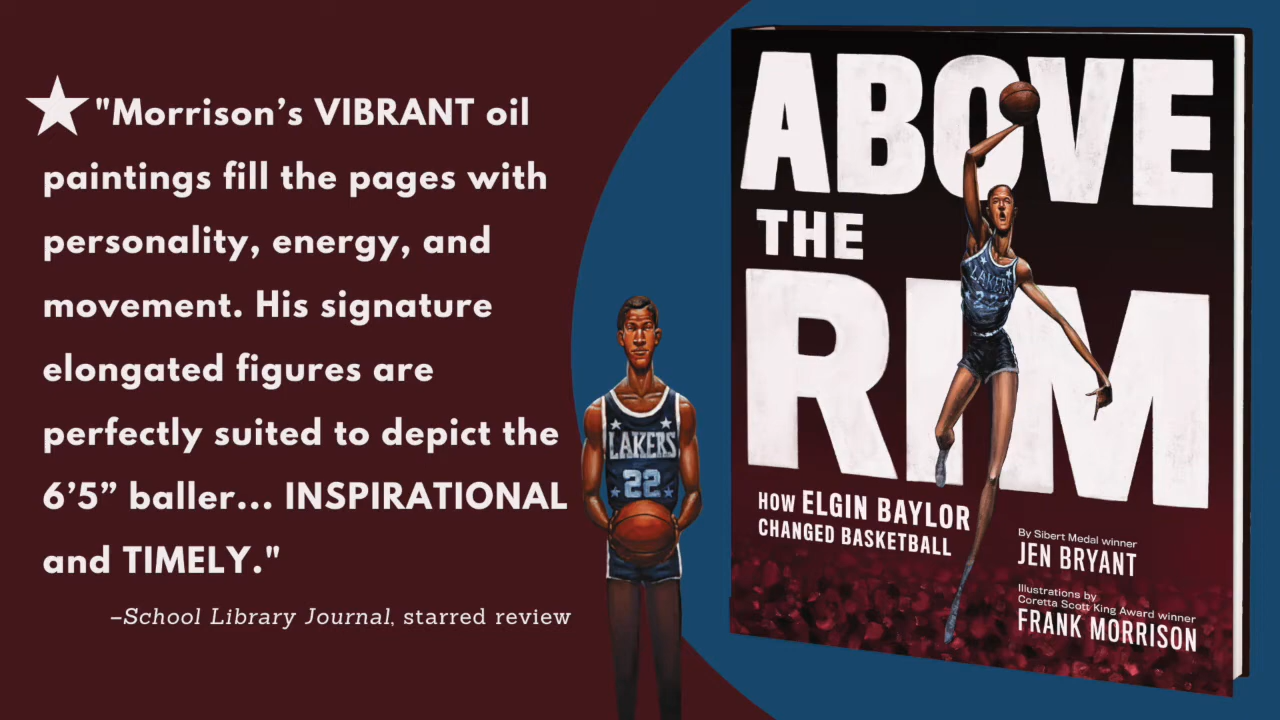 "Morrison’s VIBRANT oil
paintings fill the pages with
personality, energy, and
movement. His signature
elongated figures are
perfectly suited to depict the
6’5” baller... INSPIRATIONAL
and TIMELY."
–School Library Journal, starred review
LAKERS
22
ABOVE
THE
RIM
LAKERS
22
HOW ELGIN BAYLOR
CHANGED BASKETBALL
By Sibert Medal winner
JEN BRYANT
Illustrations by
Coretta Scott King Award winner
FRANK MORRISON